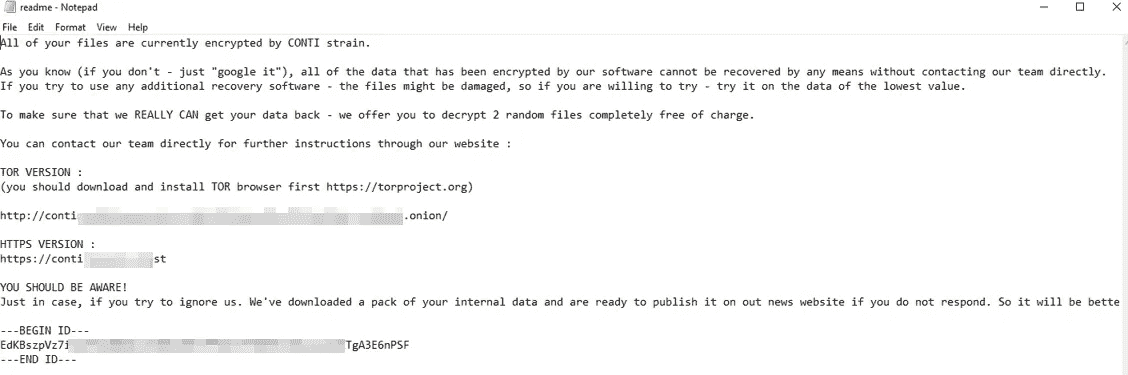 readme - Notepad
File Edit Format View Help
All of your files are currently encrypted by CONTI strain.
As you know (if you don't - just "google it"), all of the data that has been encrypted by our software cannot be recovered by any means without contacting our team directly.
If you try to use any additional recovery software - the files might be damaged, so if you are willing to try - try it on the data of the lowest value.
To make sure that we REALLY CAN get your data back - we offer you to decrypt 2 random files completely free of charge.
You can contact our team directly for further instructions through our website :
TOR VERSION :
(you should download and install TOR browser first https://torproject.org)
http://conti .onion/
HTTPS VERSION :
https://conti st
YOU SHOULD BE AWARE!
Just in case, if you try to ignore us. We've downloaded a pack of your internal data and are ready to publish it on out news website if you do not respond. So it will be bette
---BEGIN ID---
EdKBszpVz7i TgA3E6nPSF
---END ID---